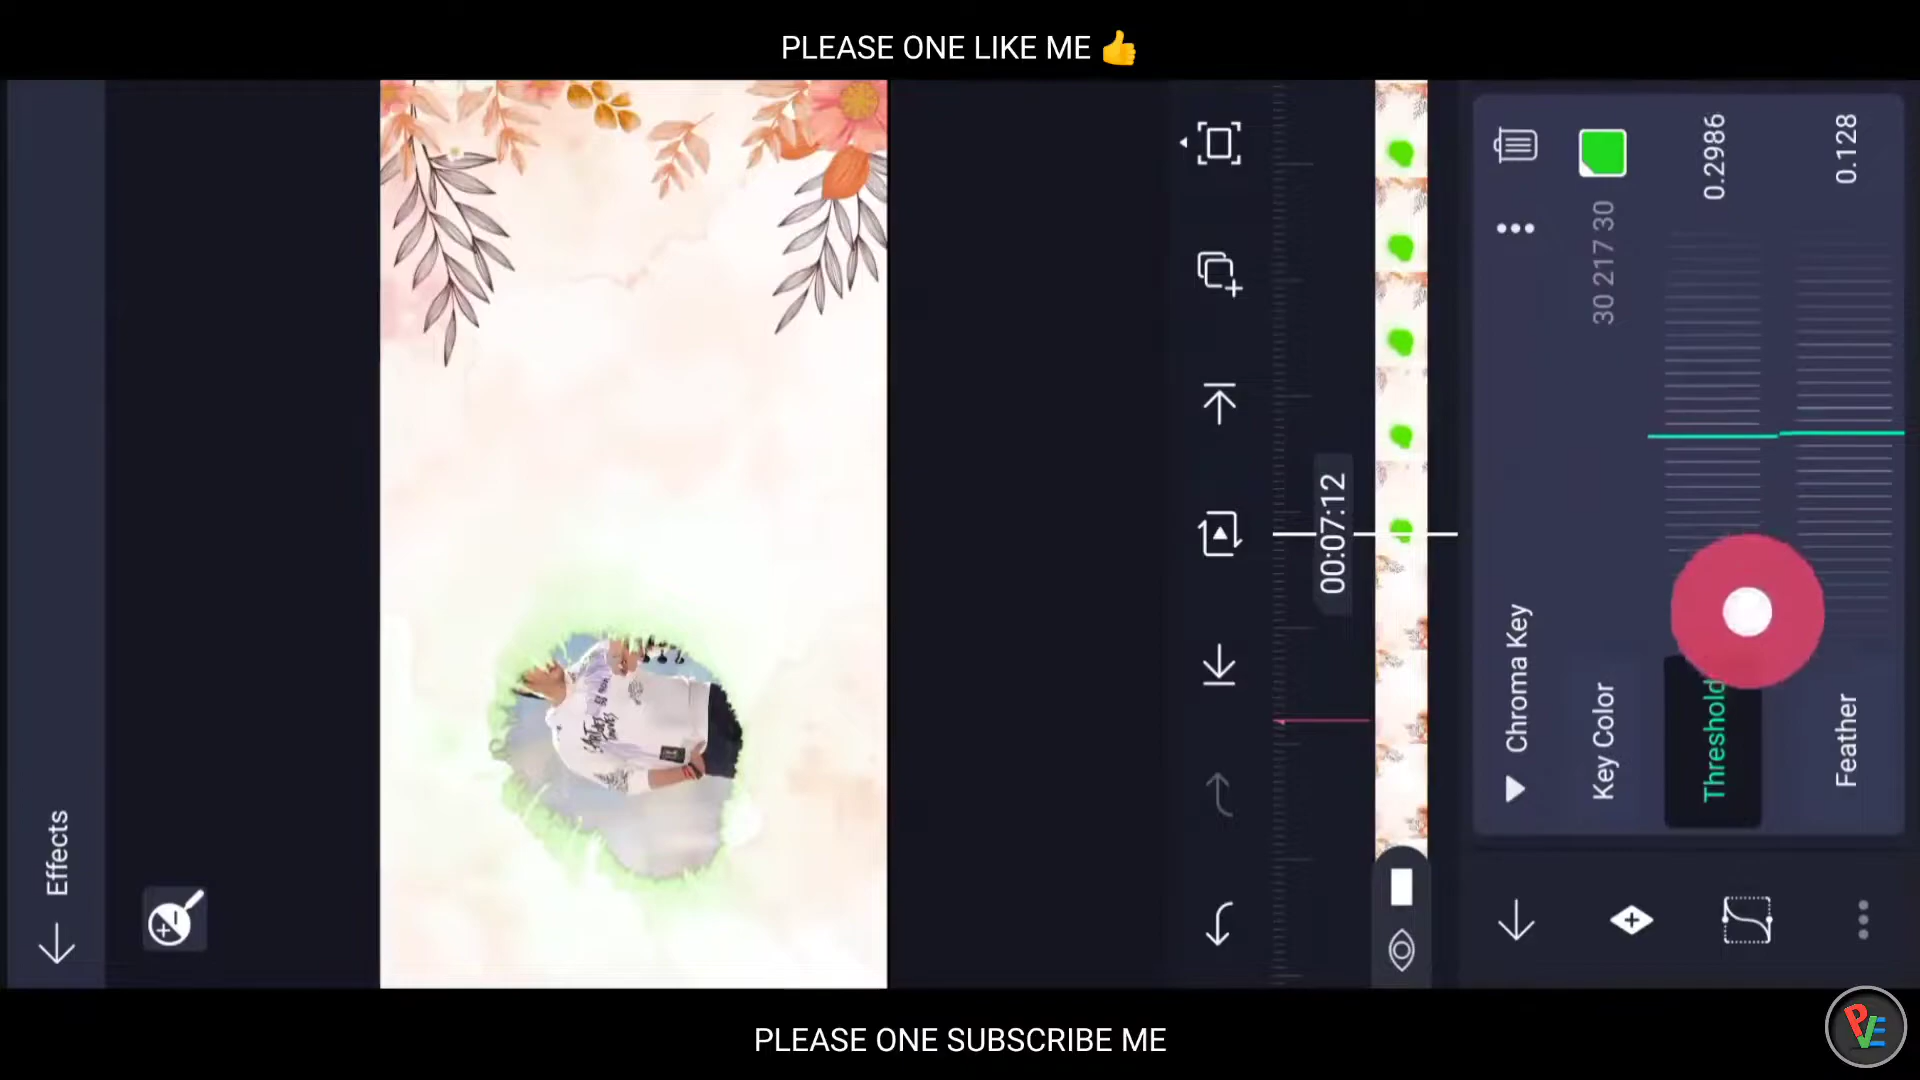 PLEASE ONE LIKE ME 👍
Effects
00:07:12
Chroma Key
Key Color
30 217 30
Threshold
0.2986
Feather
0.128
PLEASE ONE SUBSCRIBE ME
PVE